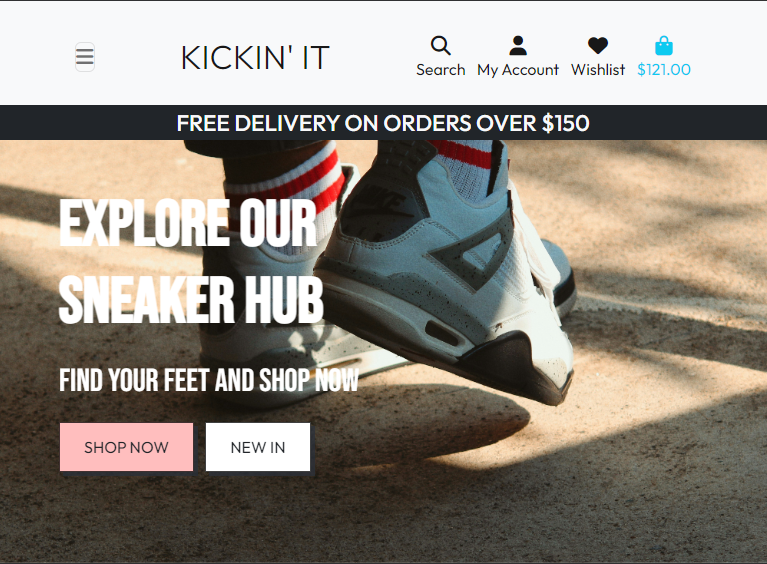 KICKIN' IT
Search My Account Wishlist $121.00
FREE DELIVERY ON ORDERS OVER $150
EXPLORE OUR
SNEAKER HUB
FIND YOUR FEET AND SHOP NOW
SHOP NOW NEW IN